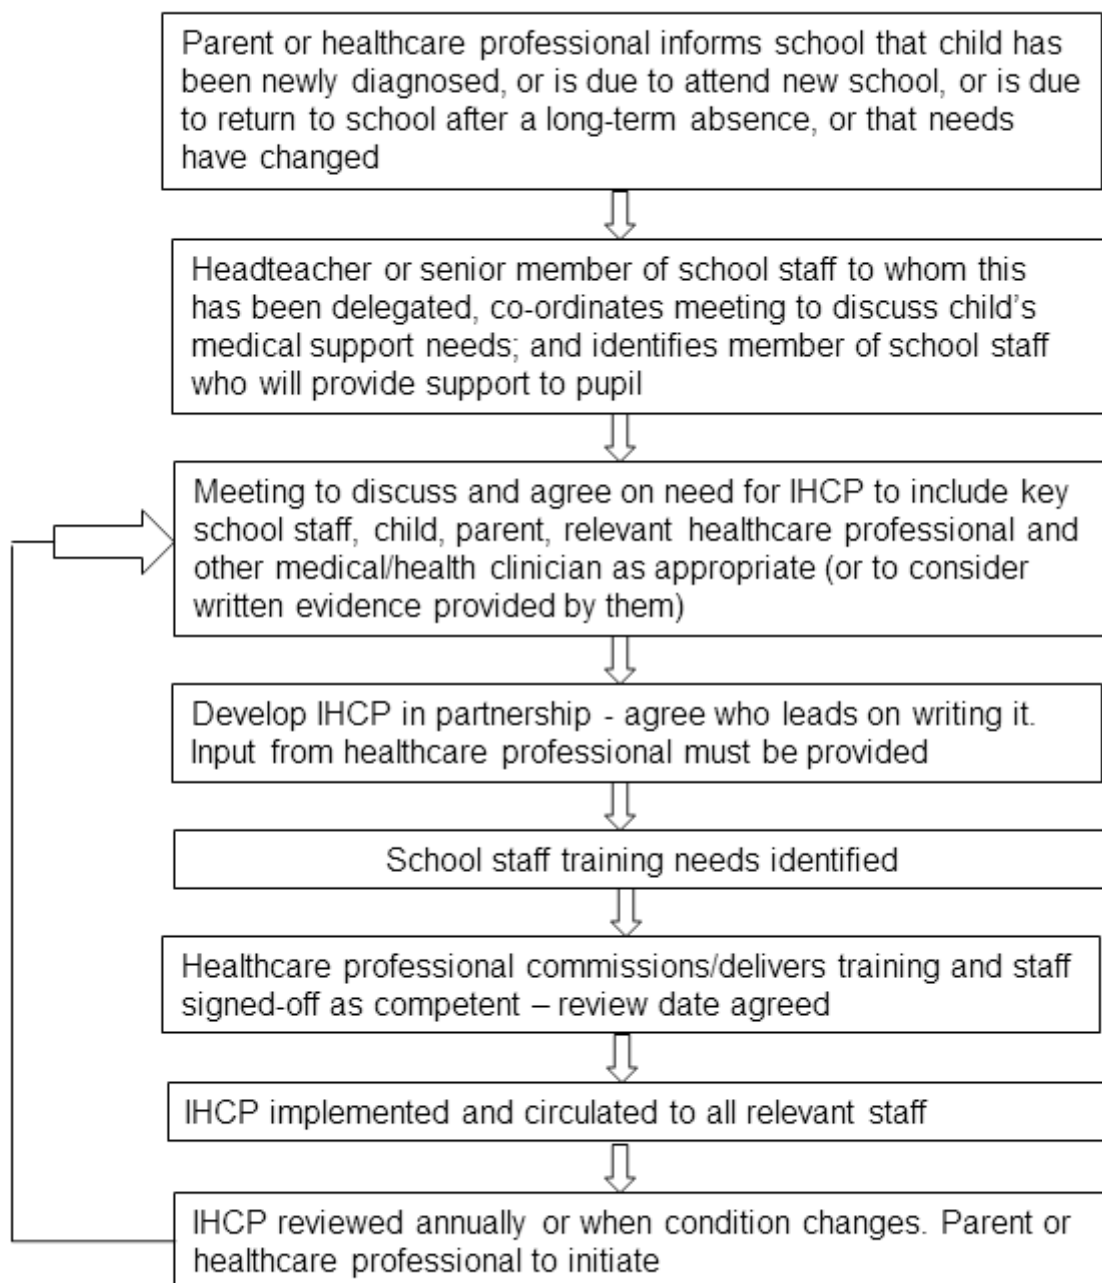 Parent or healthcare professional informs school that child has
been newly diagnosed, or is due to attend new school, or is due
to return to school after a long-term absence, or that needs
have changed
Headteacher or senior member of school staff to whom this
has been delegated, co-ordinates meeting to discuss child's
medical support needs; and identifies member of school staff
who will provide support to pupil
Meeting to discuss and agree on need for IHCP to include key
school staff, child, parent, relevant healthcare professional and
other medical/health clinician as appropriate (or to consider
written evidence provided by them)
Develop IHCP in partnership - agree who leads on writing it.
Input from healthcare professional must be provided
School staff training needs identified
Healthcare professional commissions/delivers training and staff
signed-off as competent – review date agreed
IHCP implemented and circulated to all relevant staff
IHCP reviewed annually or when condition changes. Parent or
healthcare professional to initiate